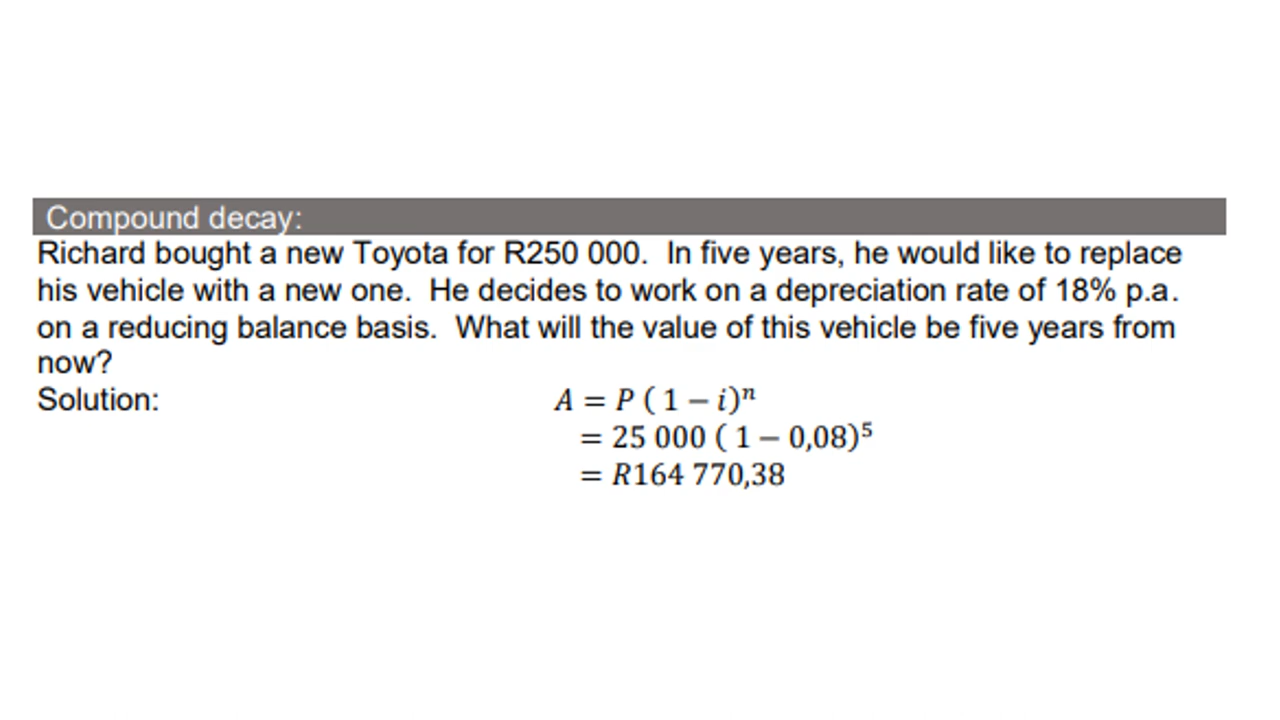 Compound decay:
Richard bought a new Toyota for R250 000.  In five years, he would like to replace
his vehicle with a new one.  He decides to work on a depreciation rate of 18% p.a.
on a reducing balance basis.  What will the value of this vehicle be five years from
now?
Solution: A = P ( 1 − i)ⁿ
= 25 000 ( 1 − 0,08)⁵
= R164 770,38